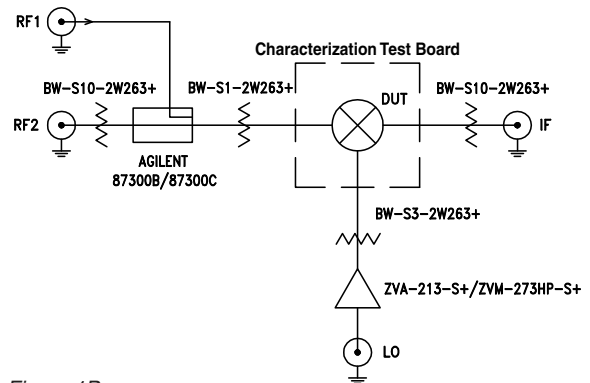 RF1
Characterization Test Board
BW-S10-2W263+
BW-S1-2W263+
BW-S10-2W263+
DUT
RF2
IF
AGILENT
87300B/87300C
BW-S3-2W263+
ZVA-213-S+/ZVM-273HP-S+
LO